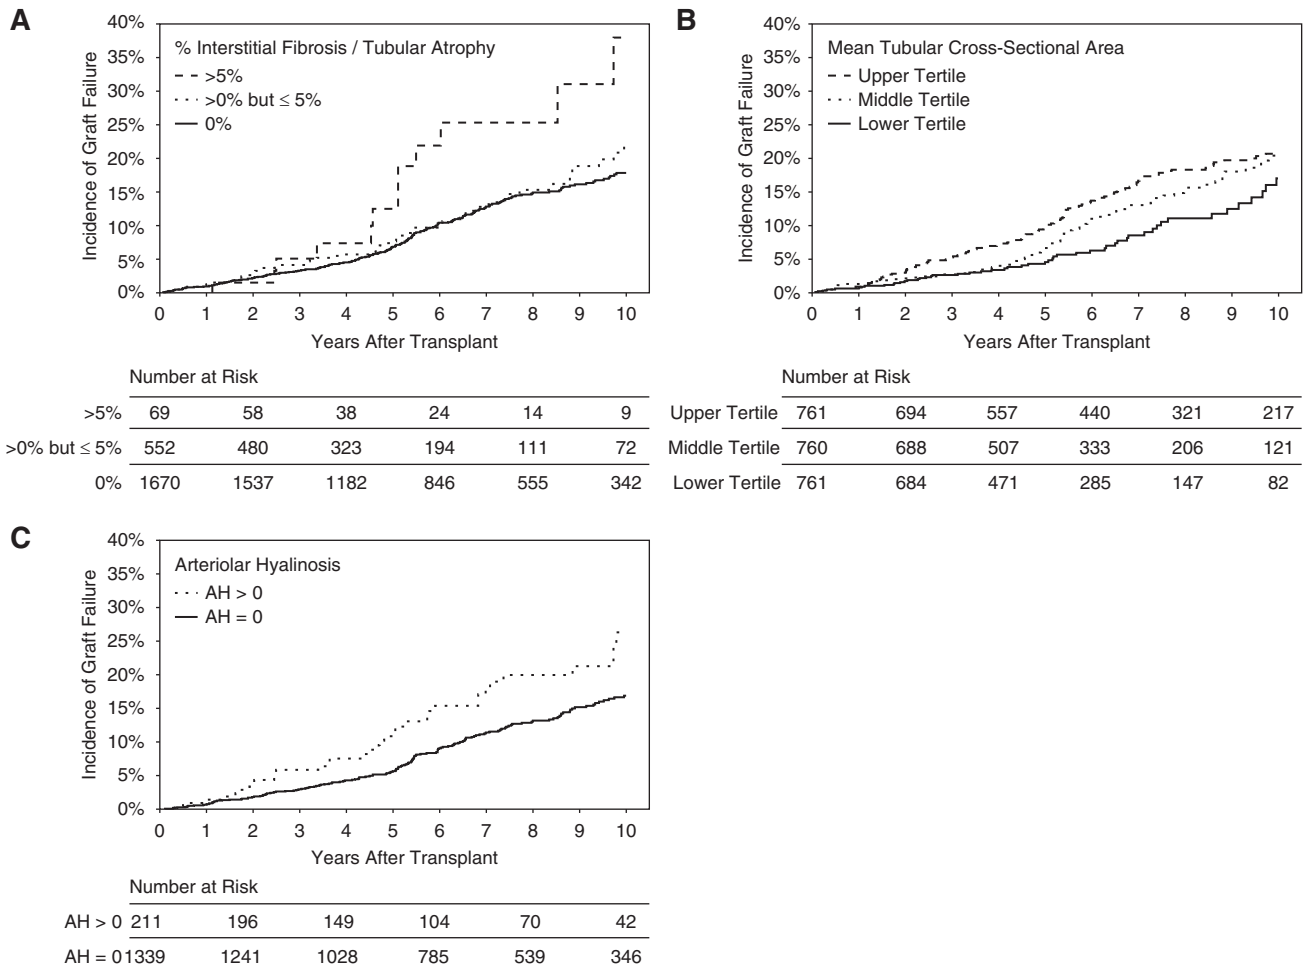 A
40%
35%
30%
25%
20%
15%
10%
5%
0%
Incidence of Graft Failure
% Interstitial Fibrosis / Tubular Atrophy
>5%
>0% but ≤ 5%
0%
0 1 2 3 4 5 6 7 8 9 10
Years After Transplant
Number at Risk
>5% 69 58 38 24 14 9
>0% but ≤ 5% 552 480 323 194 111 72
0% 1670 1537 1182 846 555 342
B
40%
35%
30%
25%
20%
15%
10%
5%
0%
Incidence of Graft Failure
Mean Tubular Cross-Sectional Area
Upper Tertile
Middle Tertile
Lower Tertile
0 1 2 3 4 5 6 7 8 9 10
Years After Transplant
Number at Risk
Upper Tertile 761 694 557 440 321 217
Middle Tertile 760 688 507 333 206 121
Lower Tertile 761 684 471 285 147 82
C
40%
35%
30%
25%
20%
15%
10%
5%
0%
Incidence of Graft Failure
Arteriolar Hyalinosis
AH > 0
AH = 0
0 1 2 3 4 5 6 7 8 9 10
Years After Transplant
Number at Risk
AH > 0 211 196 149 104 70 42
AH = 0 1339 1241 1028 785 539 346